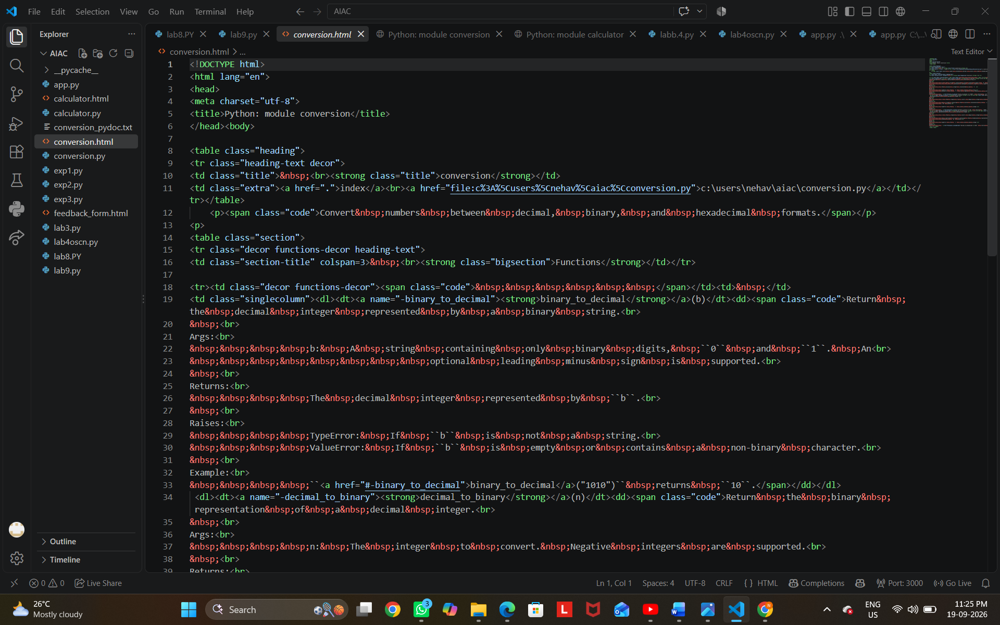 File Edit Selection View Go Run Terminal Help
AIAC
Explorer
lab8.PY
lab9.py
conversion.html
Python: module conversion
Python: module calculator
labb.4.py
lab4oscn.py
app.py .\
app.py C:\...\
AIAC
__pycache__
app.py
calculator.html
calculator.py
conversion_pydoc.txt
conversion.html
conversion.py
exp1.py
exp2.py
exp3.py
feedback_form.html
lab3.py
lab4oscn.py
lab8.PY
lab9.py
Outline
Timeline
conversion.html > ...
Text Editor
1 <!DOCTYPE html>
2 <html lang="en">
3 <head>
4 <meta charset="utf-8">
5 <title>Python: module conversion</title>
6 </head><body>
7
8 <table class="heading">
9 <tr class="heading-text decor">
10 <td class="title">&nbsp;<br><strong class="title">conversion</strong></td>
11 <td class="extra"><a href=".">index</a><br><a href="file:c%3A%5Cusers%5Cnehav%5Caiac%5Cconversion.py">c:\users\nehav\aiac\conversion.py</a></td></
tr></table>
12 <p><span class="code">Convert&nbsp;numbers&nbsp;between&nbsp;decimal,&nbsp;binary,&nbsp;and&nbsp;hexadecimal&nbsp;formats.</span></p>
13 <p>
14 <table class="section">
15 <tr class="decor functions-decor heading-text">
16 <td class="section-title" colspan=3>&nbsp;<br><strong class="bigsection">Functions</strong></td></tr>
17
18 <tr><td class="decor functions-decor"><span class="code">&nbsp;&nbsp;&nbsp;&nbsp;&nbsp;&nbsp;</span></td><td>&nbsp;</td>
19 <td class="singlecolumn"><dl><dt><a name="-binary_to_decimal"><strong>binary_to_decimal</strong></a>(b)</dt><dd><span class="code">Return&nbsp;
the&nbsp;decimal&nbsp;integer&nbsp;represented&nbsp;by&nbsp;a&nbsp;binary&nbsp;string.<br>
20 &nbsp;<br>
21 Args:<br>
22 &nbsp;&nbsp;&nbsp;&nbsp;b:&nbsp;A&nbsp;string&nbsp;containing&nbsp;only&nbsp;binary&nbsp;digits,&nbsp;``0``&nbsp;and&nbsp;``1``.&nbsp;An<br>
23 &nbsp;&nbsp;&nbsp;&nbsp;&nbsp;&nbsp;&nbsp;&nbsp;optional&nbsp;leading&nbsp;minus&nbsp;sign&nbsp;is&nbsp;supported.<br>
24 &nbsp;<br>
25 Returns:<br>
26 &nbsp;&nbsp;&nbsp;&nbsp;The&nbsp;decimal&nbsp;integer&nbsp;represented&nbsp;by&nbsp;``b``.<br>
27 &nbsp;<br>
28 Raises:<br>
29 &nbsp;&nbsp;&nbsp;&nbsp;TypeError:&nbsp;If&nbsp;``b``&nbsp;is&nbsp;not&nbsp;a&nbsp;string.<br>
30 &nbsp;&nbsp;&nbsp;&nbsp;ValueError:&nbsp;If&nbsp;``b``&nbsp;is&nbsp;empty&nbsp;or&nbsp;contains&nbsp;a&nbsp;non-binary&nbsp;character.<br>
31 &nbsp;<br>
32 Example:<br>
33 &nbsp;&nbsp;&nbsp;&nbsp;``<a href="#-binary_to_decimal">binary_to_decimal</a>("1010")``&nbsp;returns&nbsp;``10``.</span></dd></dl>
34 <dl><dt><a name="-decimal_to_binary"><strong>decimal_to_binary</strong></a>(n)</dt><dd><span class="code">Return&nbsp;the&nbsp;binary&nbsp;
representation&nbsp;of&nbsp;a&nbsp;decimal&nbsp;integer.<br>
35 &nbsp;<br>
36 Args:<br>
37 &nbsp;&nbsp;&nbsp;&nbsp;n:&nbsp;The&nbsp;integer&nbsp;to&nbsp;convert.&nbsp;Negative&nbsp;integers&nbsp;are&nbsp;supported.<br>
38 &nbsp;<br>
39 Returns:<br>
0 0 Live Share
Ln 1, Col 1 Spaces: 4 UTF-8 CRLF { } HTML Completions Port: 3000 Go Live
26°C
Mostly cloudy
Search
3
ENG
US
11:25 PM
19-09-2026